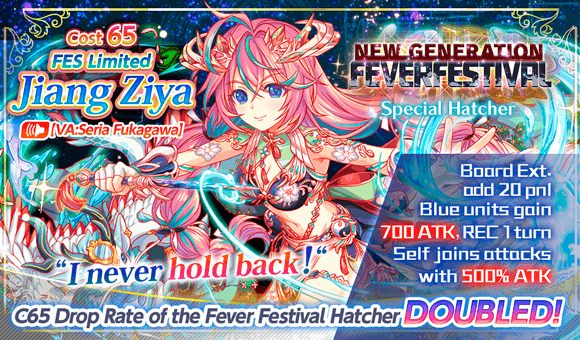 Cost 65
FES Limited
Jiang Ziya
[VA:Seria Fukagawa]
NEW GENERATION
FEVERFESTIVAL
Special Hatcher
Board Ext.
add 20 pnl
Blue units gain
700 ATK, REC 1 turn
Self joins attacks
with 500% ATK
"I never hold back!"
C65 Drop Rate of the Fever Festival Hatcher DOUBLED!